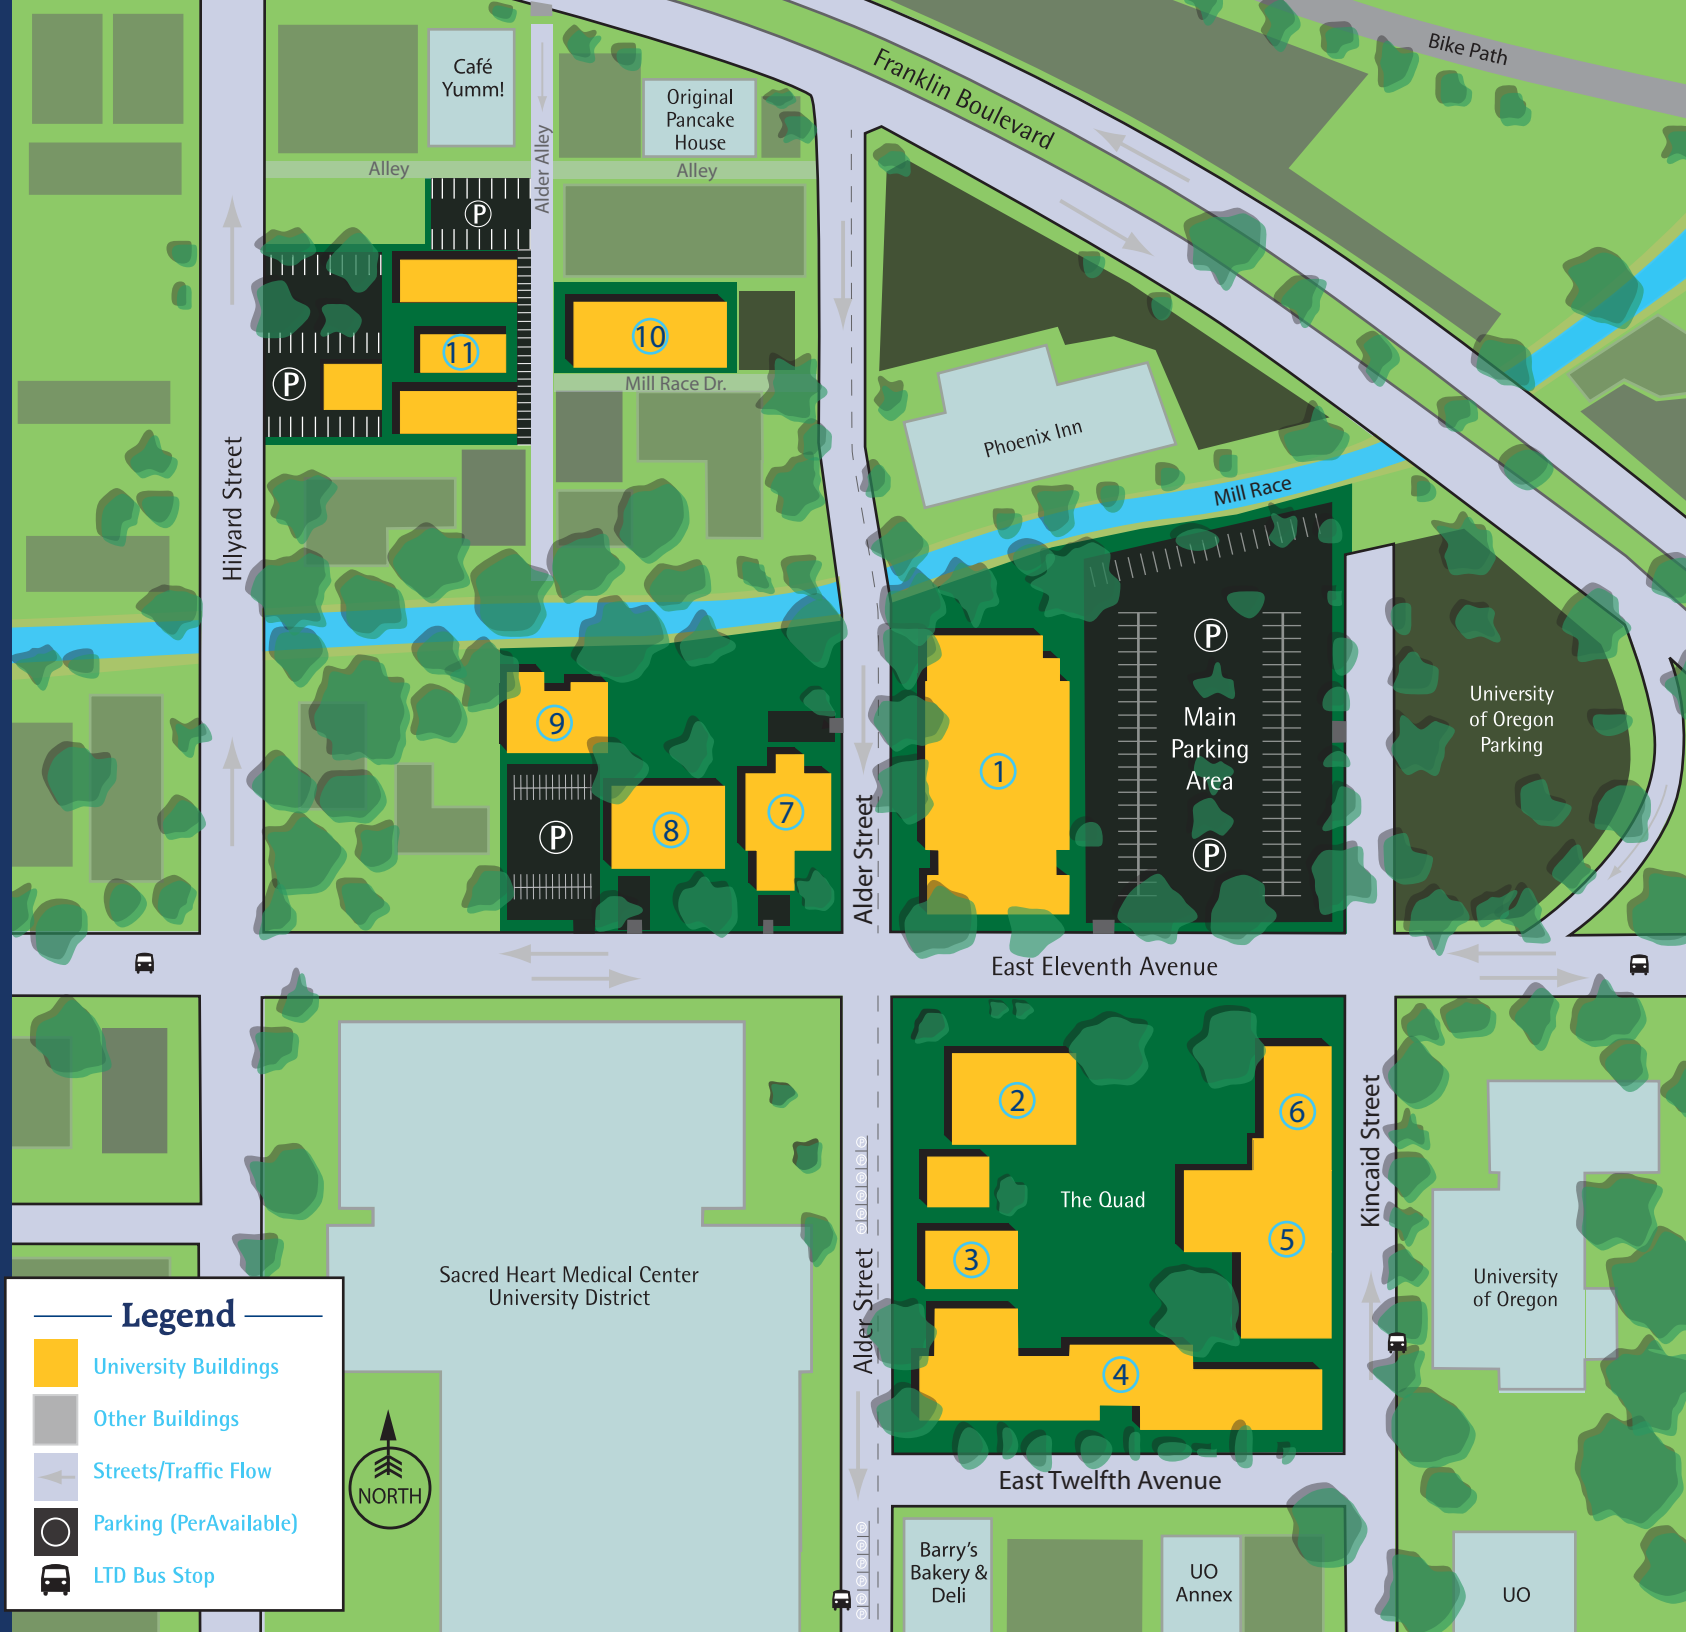 Café
Yumm!
Original
Pancake
House
Franklin Boulevard
Bike Path
Alley
Alley
Alder Alley
P
10
11
P
Mill Race Dr.
Hilyard Street
Phoenix Inn
Mill Race
P
Main
Parking
Area
P
University
of Oregon
Parking
9
8
7
1
P
Alder Street
East Eleventh Avenue
2
6
The Quad
5
3
4
Kincaid Street
Alder Street
Sacred Heart Medical Center
University District
University
of Oregon
P
P
P
P
P
P
East Twelfth Avenue
P
P
P
P
P
P
Barry's
Bakery &
Deli
UO
Annex
UO
NORTH
Legend
University Buildings
Other Buildings
Streets/Traffic Flow
Parking (PerAvailable)
LTD Bus Stop